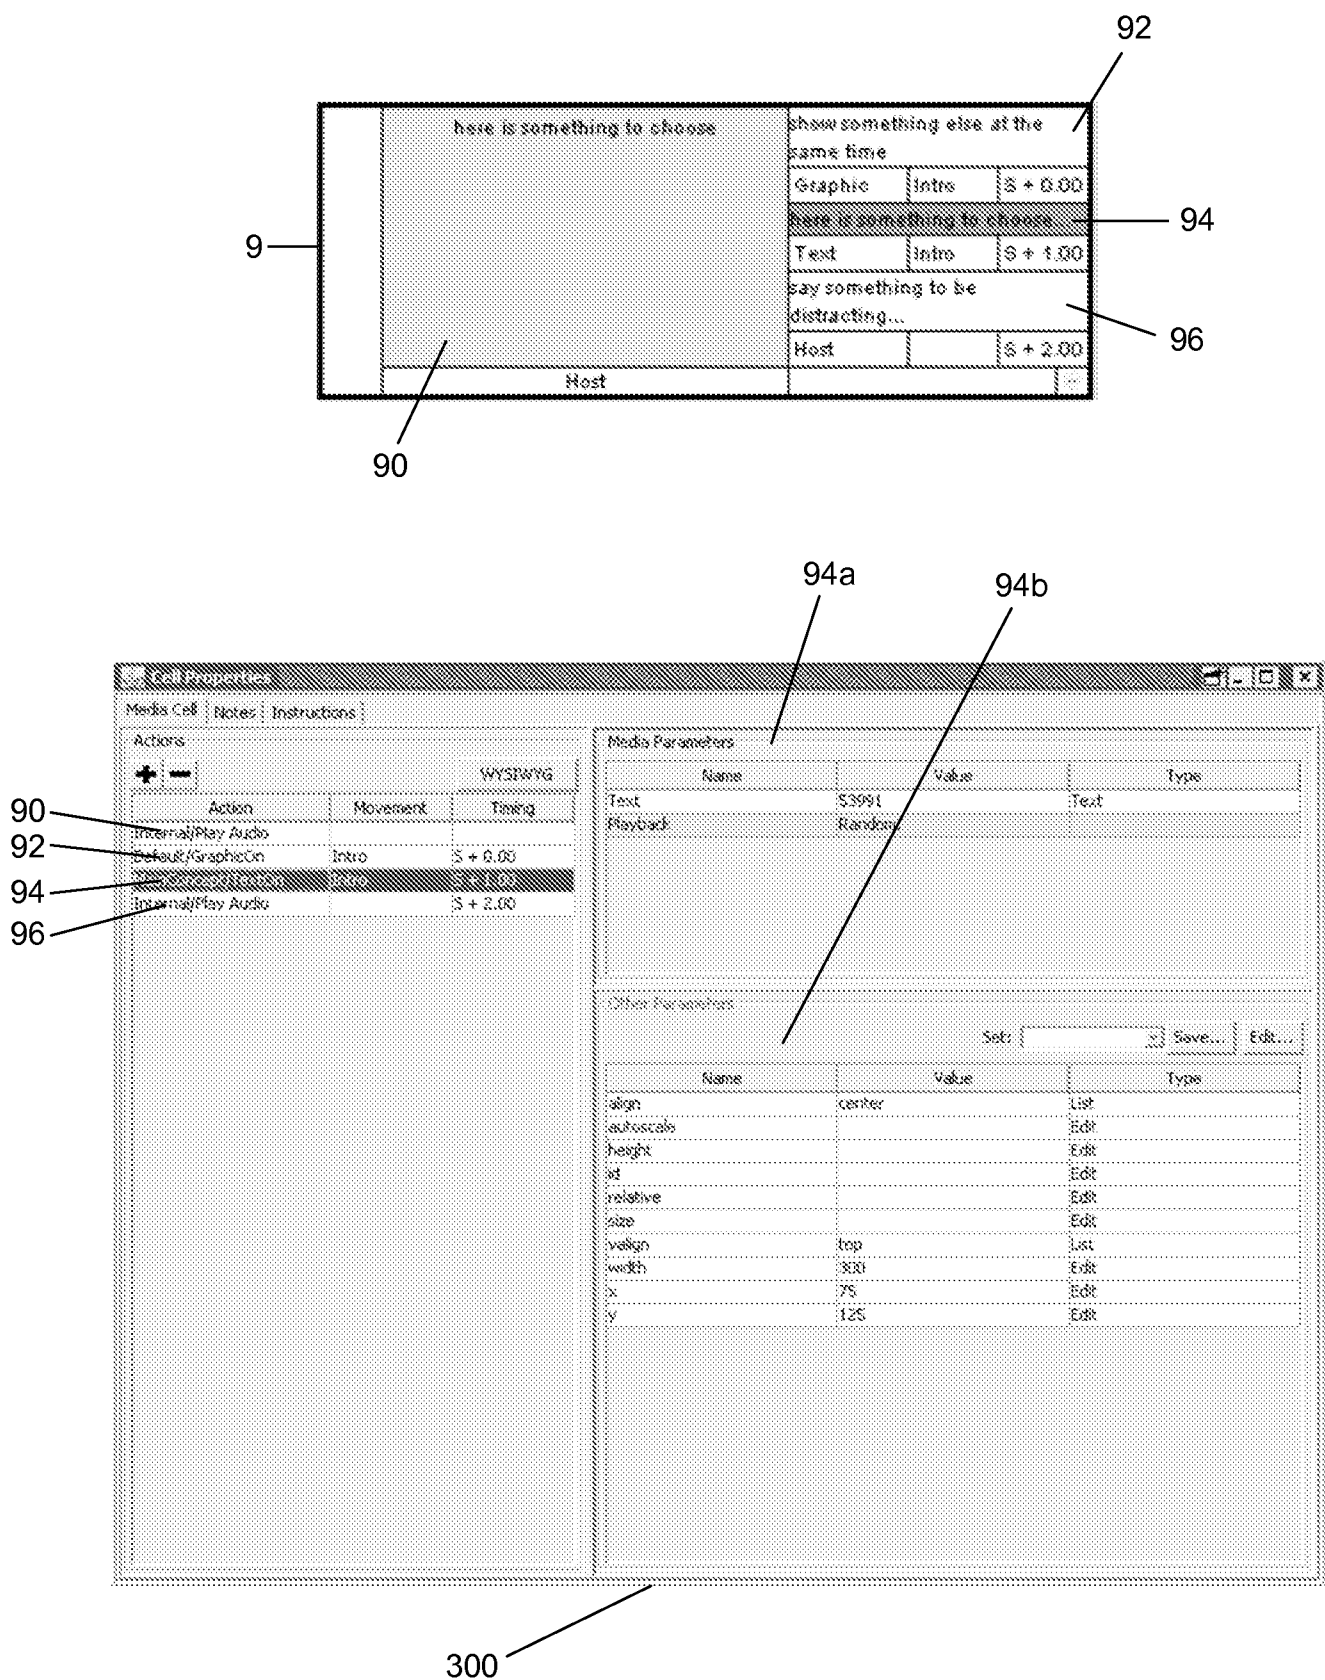 92
here is something to choose
show something else at the
same time
Graphic Intro S + 0.00
here is something to choose...
94
9
Text Intro S + 1.00
say something to be
distracting...
96
Host S + 2.00
Host ...
90
94a
94b
Cell Properties
Media Cell Notes Instructions
Actions
Media Parameters
WYSIWYG
Name Value Type
Action Movement Timing
Text S3991 Text
90
Internal/Play Audio
Playback Random
92
Default/GraphicOn Intro S + 0.00
94
Intro S + 1.00
96
Internal/Play Audio S + 2.00
Other Parameters
Set: Save... Edit...
Name Value Type
align center List
autoscale Edit
height Edit
id Edit
relative Edit
size Edit
valign top List
width 300 Edit
x 75 Edit
y 125 Edit
300